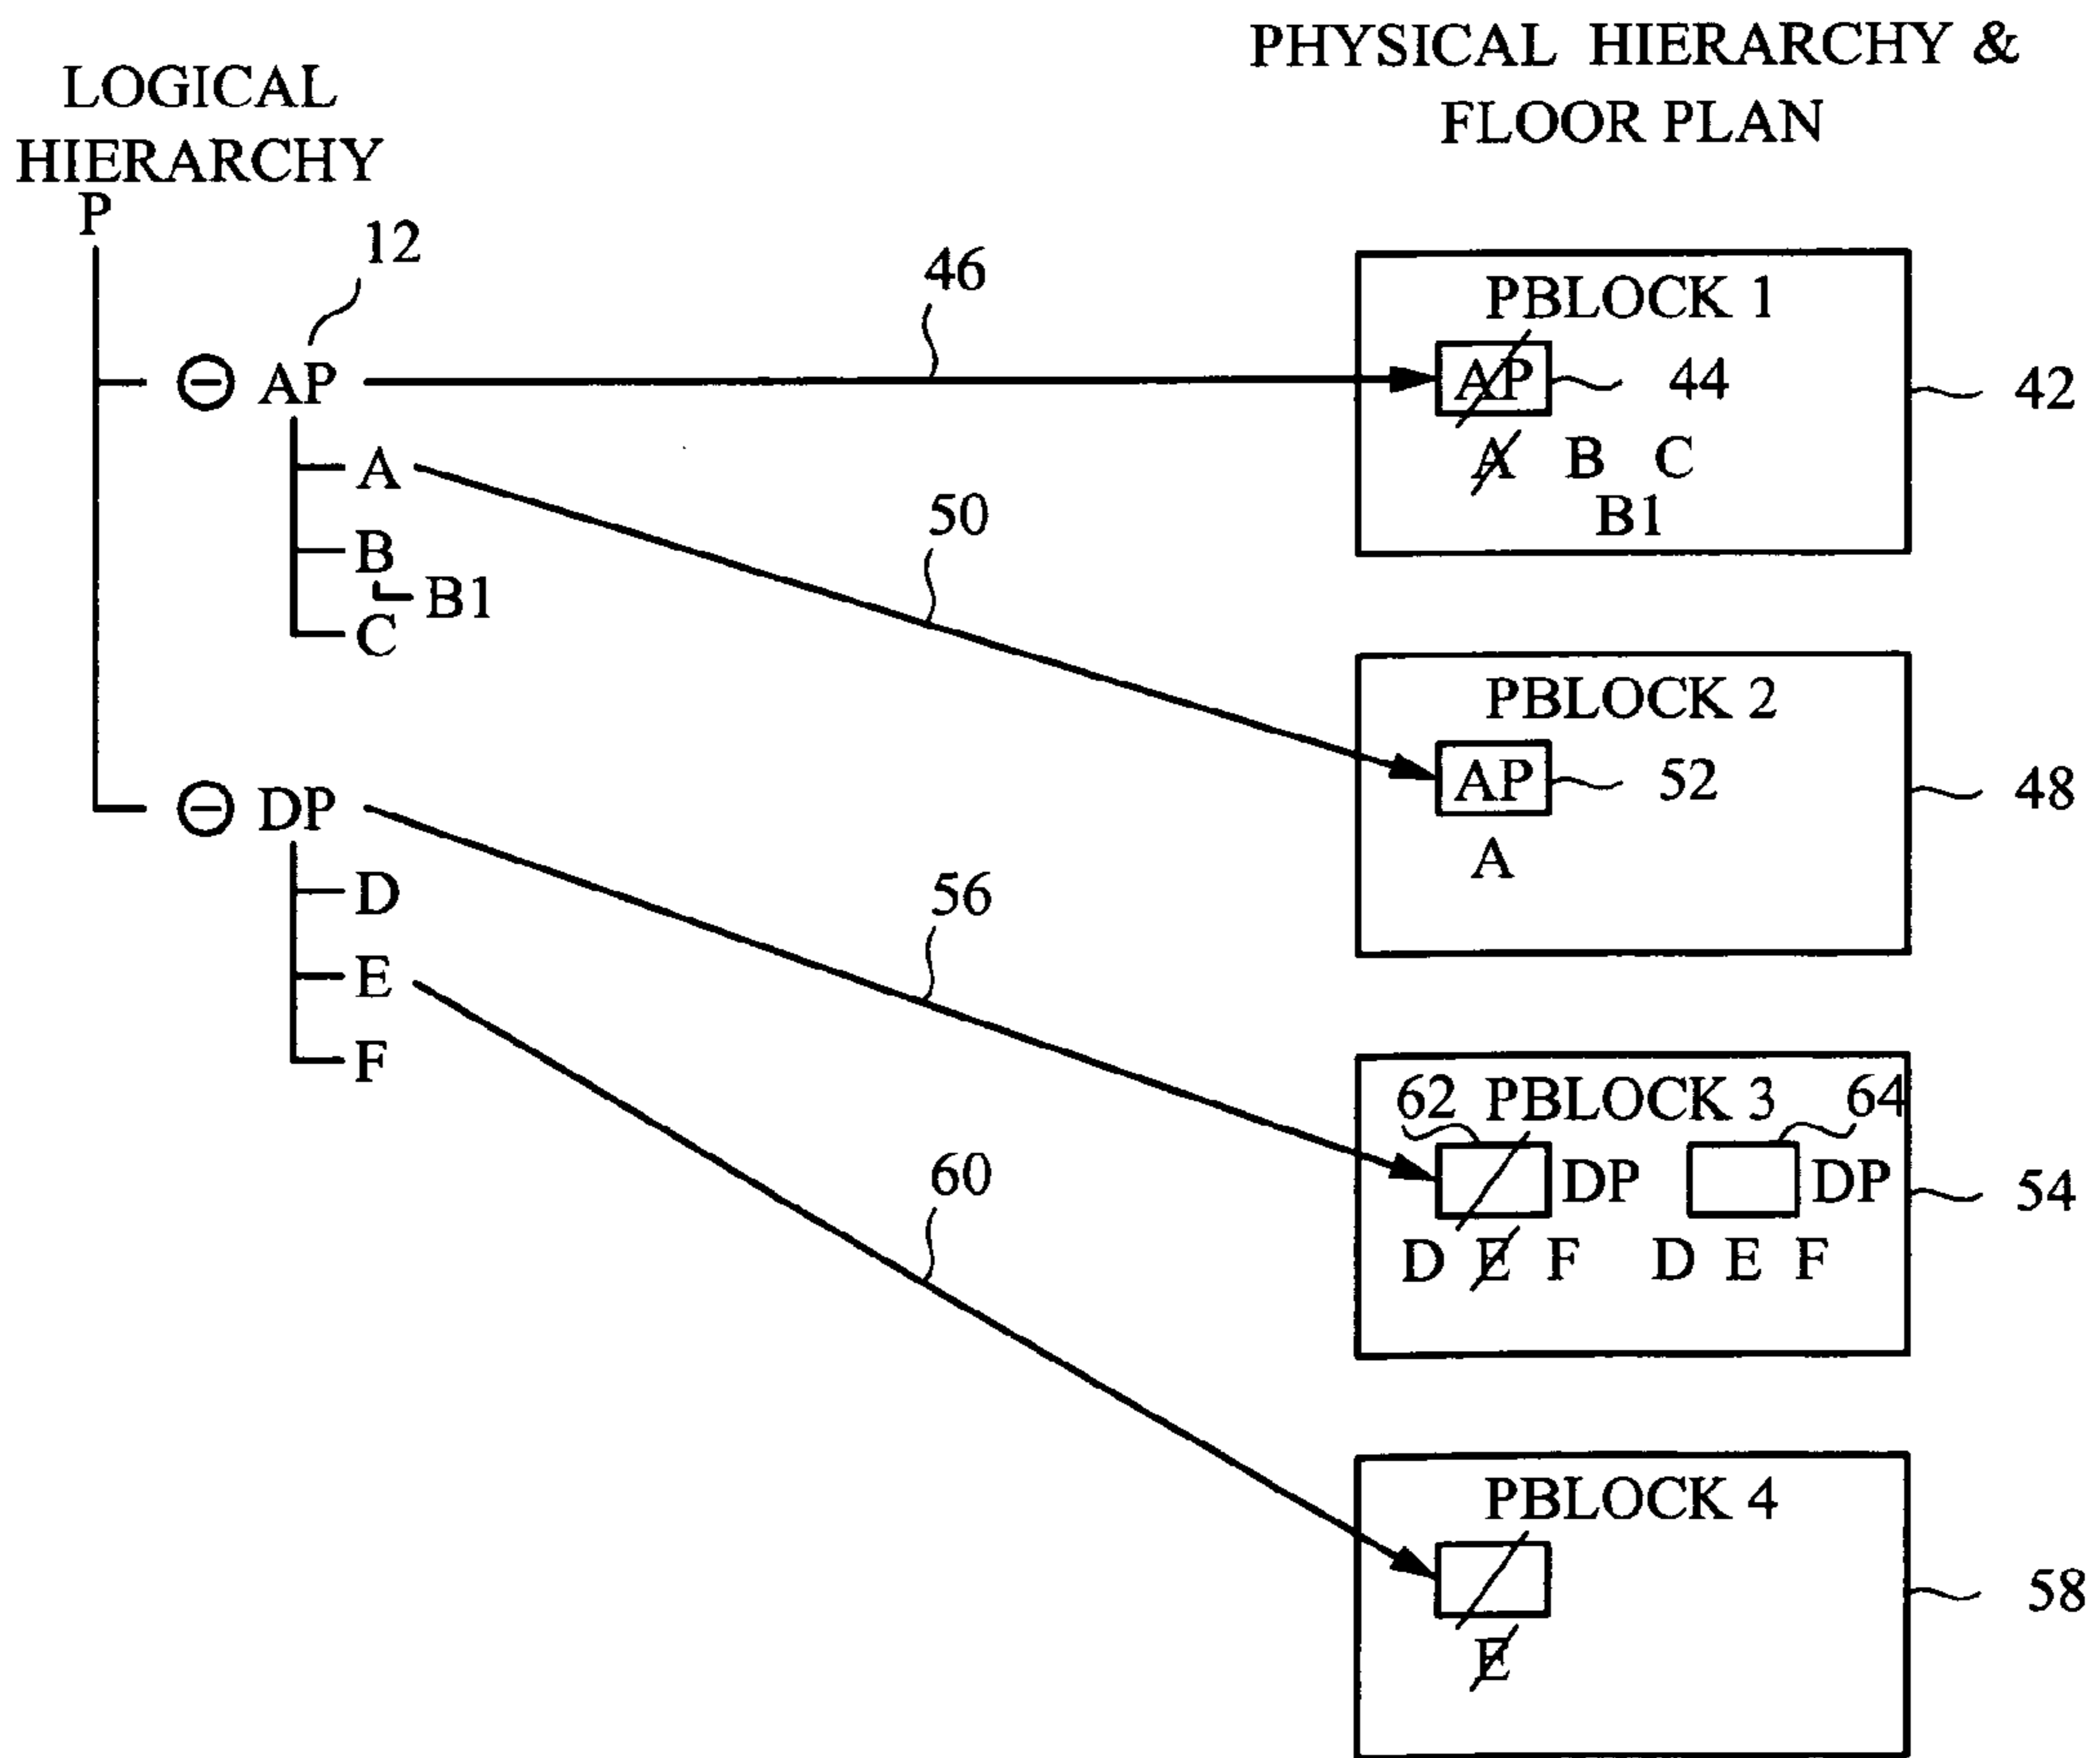 LOGICAL
HIERARCHY
PHYSICAL HIERARCHY &
FLOOR PLAN
P
12
AP
A
B
B1
C
DP
D
E
F
46
50
56
60
PBLOCK 1
AP
44
42
A B C
B1
PBLOCK 2
AP
52
48
A
62 PBLOCK 3 64
DP DP
54
D E F D E F
PBLOCK 4
58
E